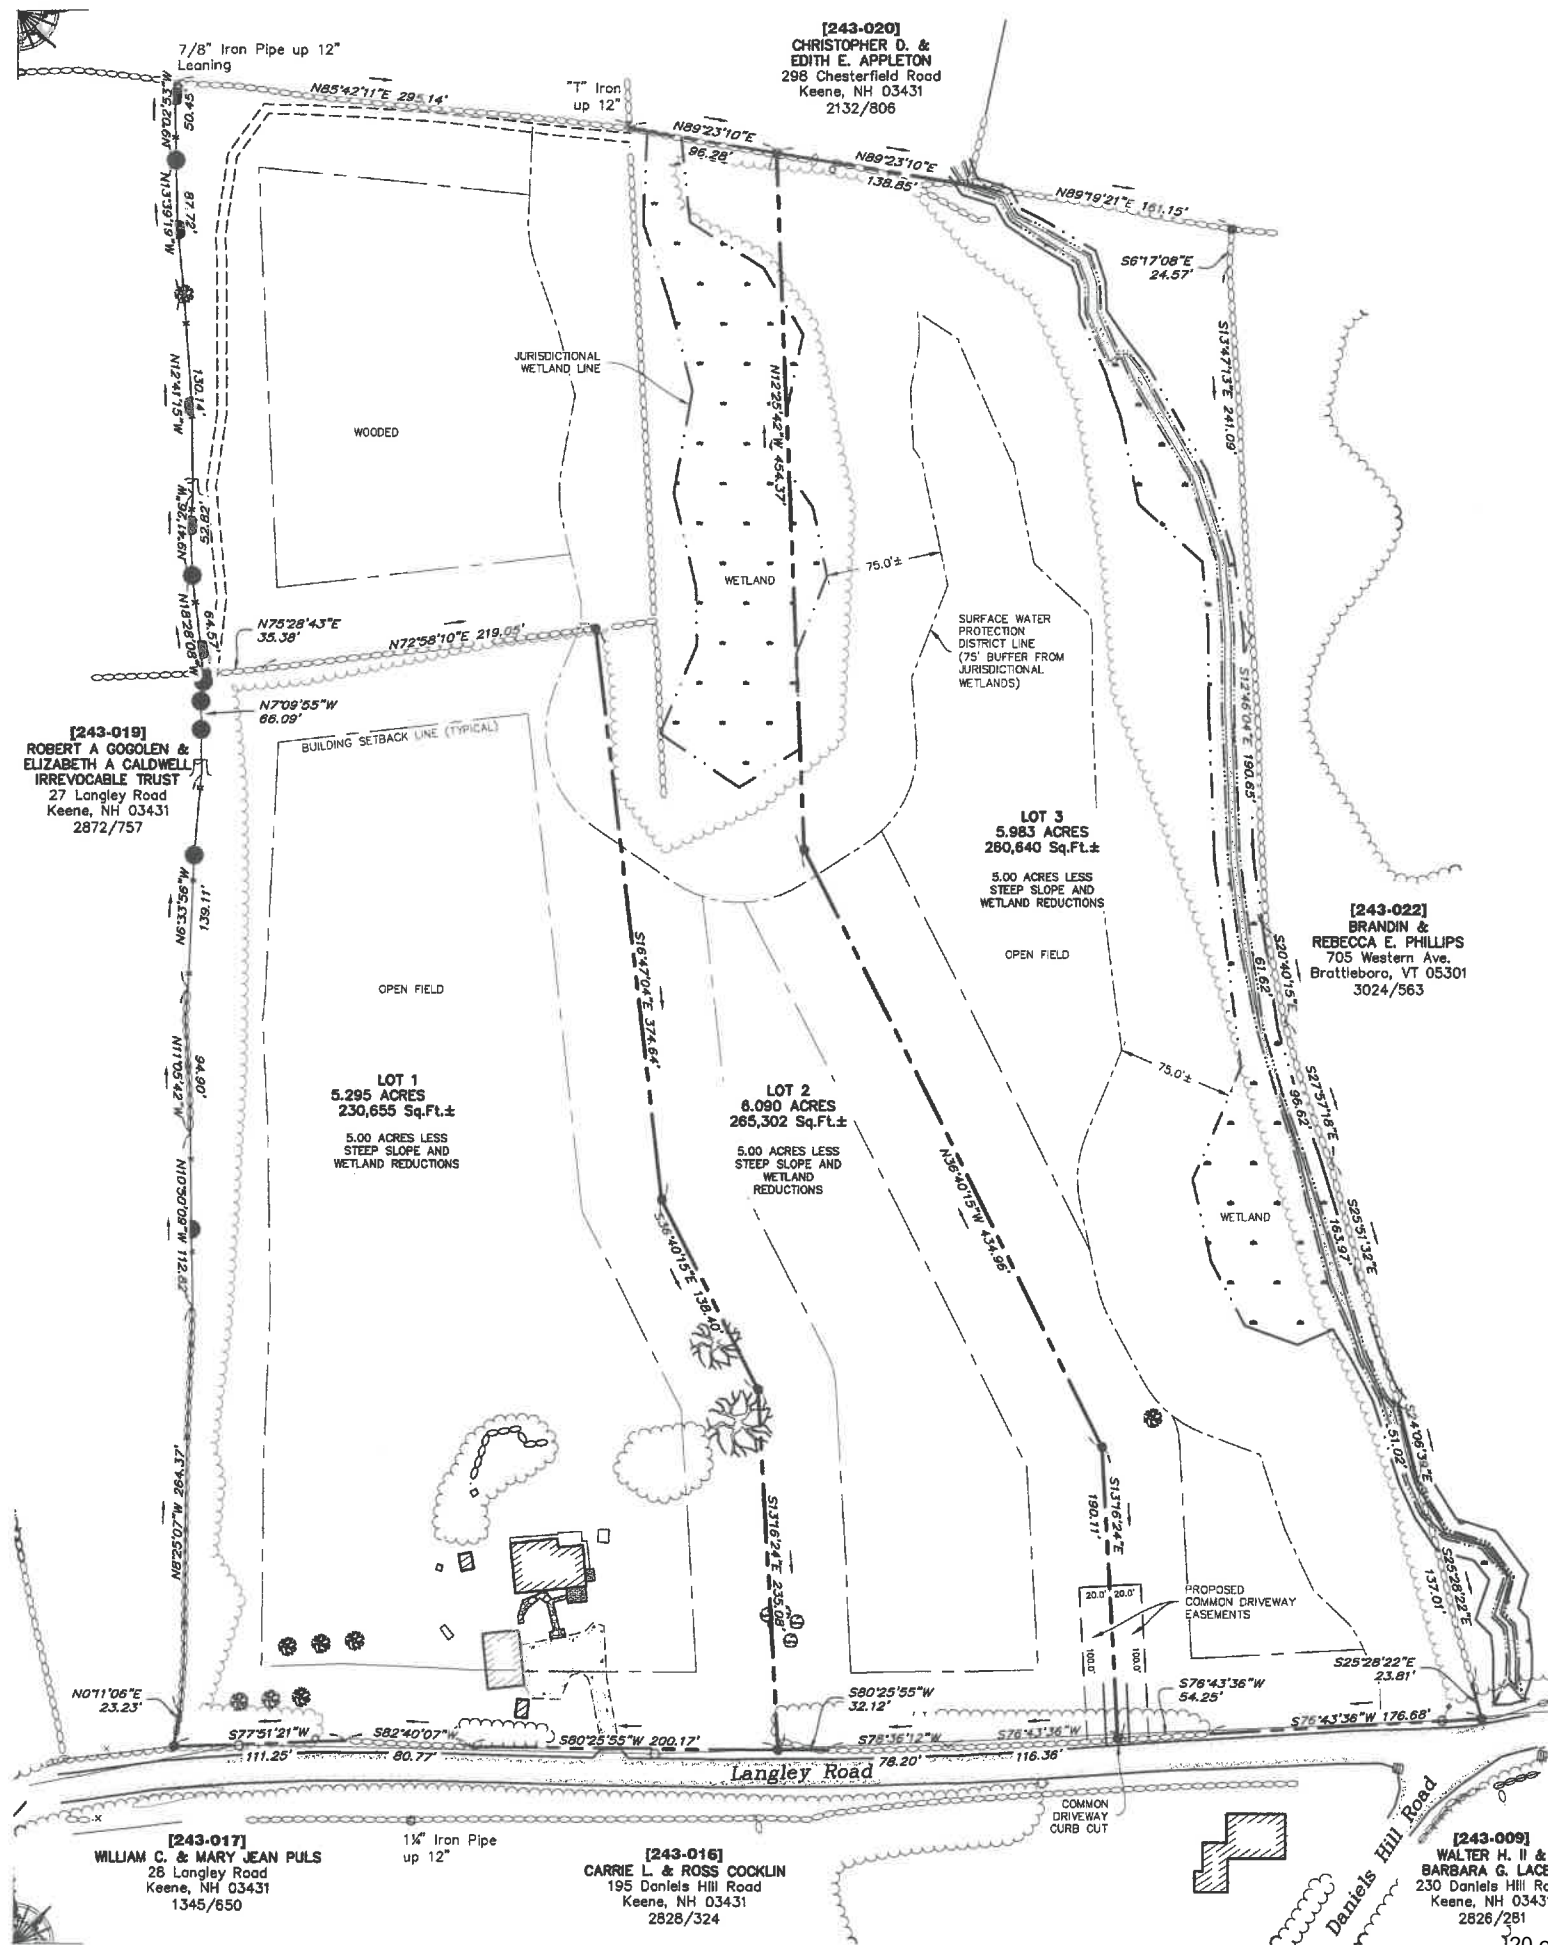 [243-020]
CHRISTOPHER D. &
EDITH E. APPLETON
298 Chesterfield Road
Keene, NH 03431
2132/806
7/8" Iron Pipe up 12"
Leaning
N85°42'11"E 295.14'
"T" Iron
up 12"
N89°23'10"E
96.28'
N89°23'10"E
138.85'
N89°19'21"E 161.15'
S6°17'08"E
24.57'
N9°02'53"W
50.45'
N13°39'19"W
87.72'
N12°41'15"W
130.14'
N9°14'26"W
52.82'
N18°28'08"W
64.57'
JURISDICTIONAL
WETLAND LINE
WOODED
N12°25'42"W 454.37'
S13°47'13"E 241.09'
WETLAND
75.0'±
N75°28'43"E
35.38'
N72°58'10"E 219.05'
SURFACE WATER
PROTECTION
DISTRICT LINE
(75' BUFFER FROM
JURISDICTIONAL
WETLANDS)
S12°46'04"E 190.65'
N7°09'55"W
66.09'
[243-019]
ROBERT A GOGOLEN &
ELIZABETH A CALDWELL
IRREVOCABLE TRUST
27 Langley Road
Keene, NH 03431
2872/757
BUILDING SETBACK LINE (TYPICAL)
LOT 3
5.983 ACRES
260,640 Sq.Ft.±
5.00 ACRES LESS
STEEP SLOPE AND
WETLAND REDUCTIONS
OPEN FIELD
[243-022]
BRANDIN &
REBECCA E. PHILLIPS
705 Western Ave.
Brattleboro, VT 05301
3024/563
N9°33'56"W
139.11'
S16°47'04"E 374.64'
S20°40'15"E
61.62'
OPEN FIELD
N11°05'42"W
94.90'
75.0'±
S27°57'18"E
96.62'
LOT 1
5.295 ACRES
230,655 Sq.Ft.±
5.00 ACRES LESS
STEEP SLOPE AND
WETLAND REDUCTIONS
LOT 2
6.090 ACRES
265,302 Sq.Ft.±
5.00 ACRES LESS
STEEP SLOPE AND
WETLAND
REDUCTIONS
N36°40'15"W 434.96'
N10°50'09"W 112.82'
WETLAND
S25°51'32"E
163.97'
S36°40'15"E 138.40'
S24°06'39"E
51.02'
N8°25'07"W 264.37'
S13°16'24"E 235.08'
S13°16'24"E
190.11'
S25°28'22"E
137.01'
20.0' 20.0'
PROPOSED
COMMON DRIVEWAY
EASEMENTS
100.0'
100.0'
N0°11'06"E
23.23'
S80°25'55"W
32.12'
S76°43'36"W
54.25'
S25°28'22"E
23.81'
S77°51'21"W
111.25'
S82°40'07"W
80.77'
S80°25'55"W 200.17'
S78°36'12"W
78.20'
S76°43'36"W
116.36'
S76°43'36"W 176.68'
Langley Road
COMMON
DRIVEWAY
CURB CUT
Daniels Hill Road
[243-017]
WILLIAM C. & MARY JEAN PULS
28 Langley Road
Keene, NH 03431
1345/650
1¼" Iron Pipe
up 12"
[243-016]
CARRIE L. & ROSS COCKLIN
195 Daniels Hill Road
Keene, NH 03431
2828/324
[243-009]
WALTER H. II &
BARBARA G. LACE
230 Daniels Hill Ro
Keene, NH 0343
2826/281